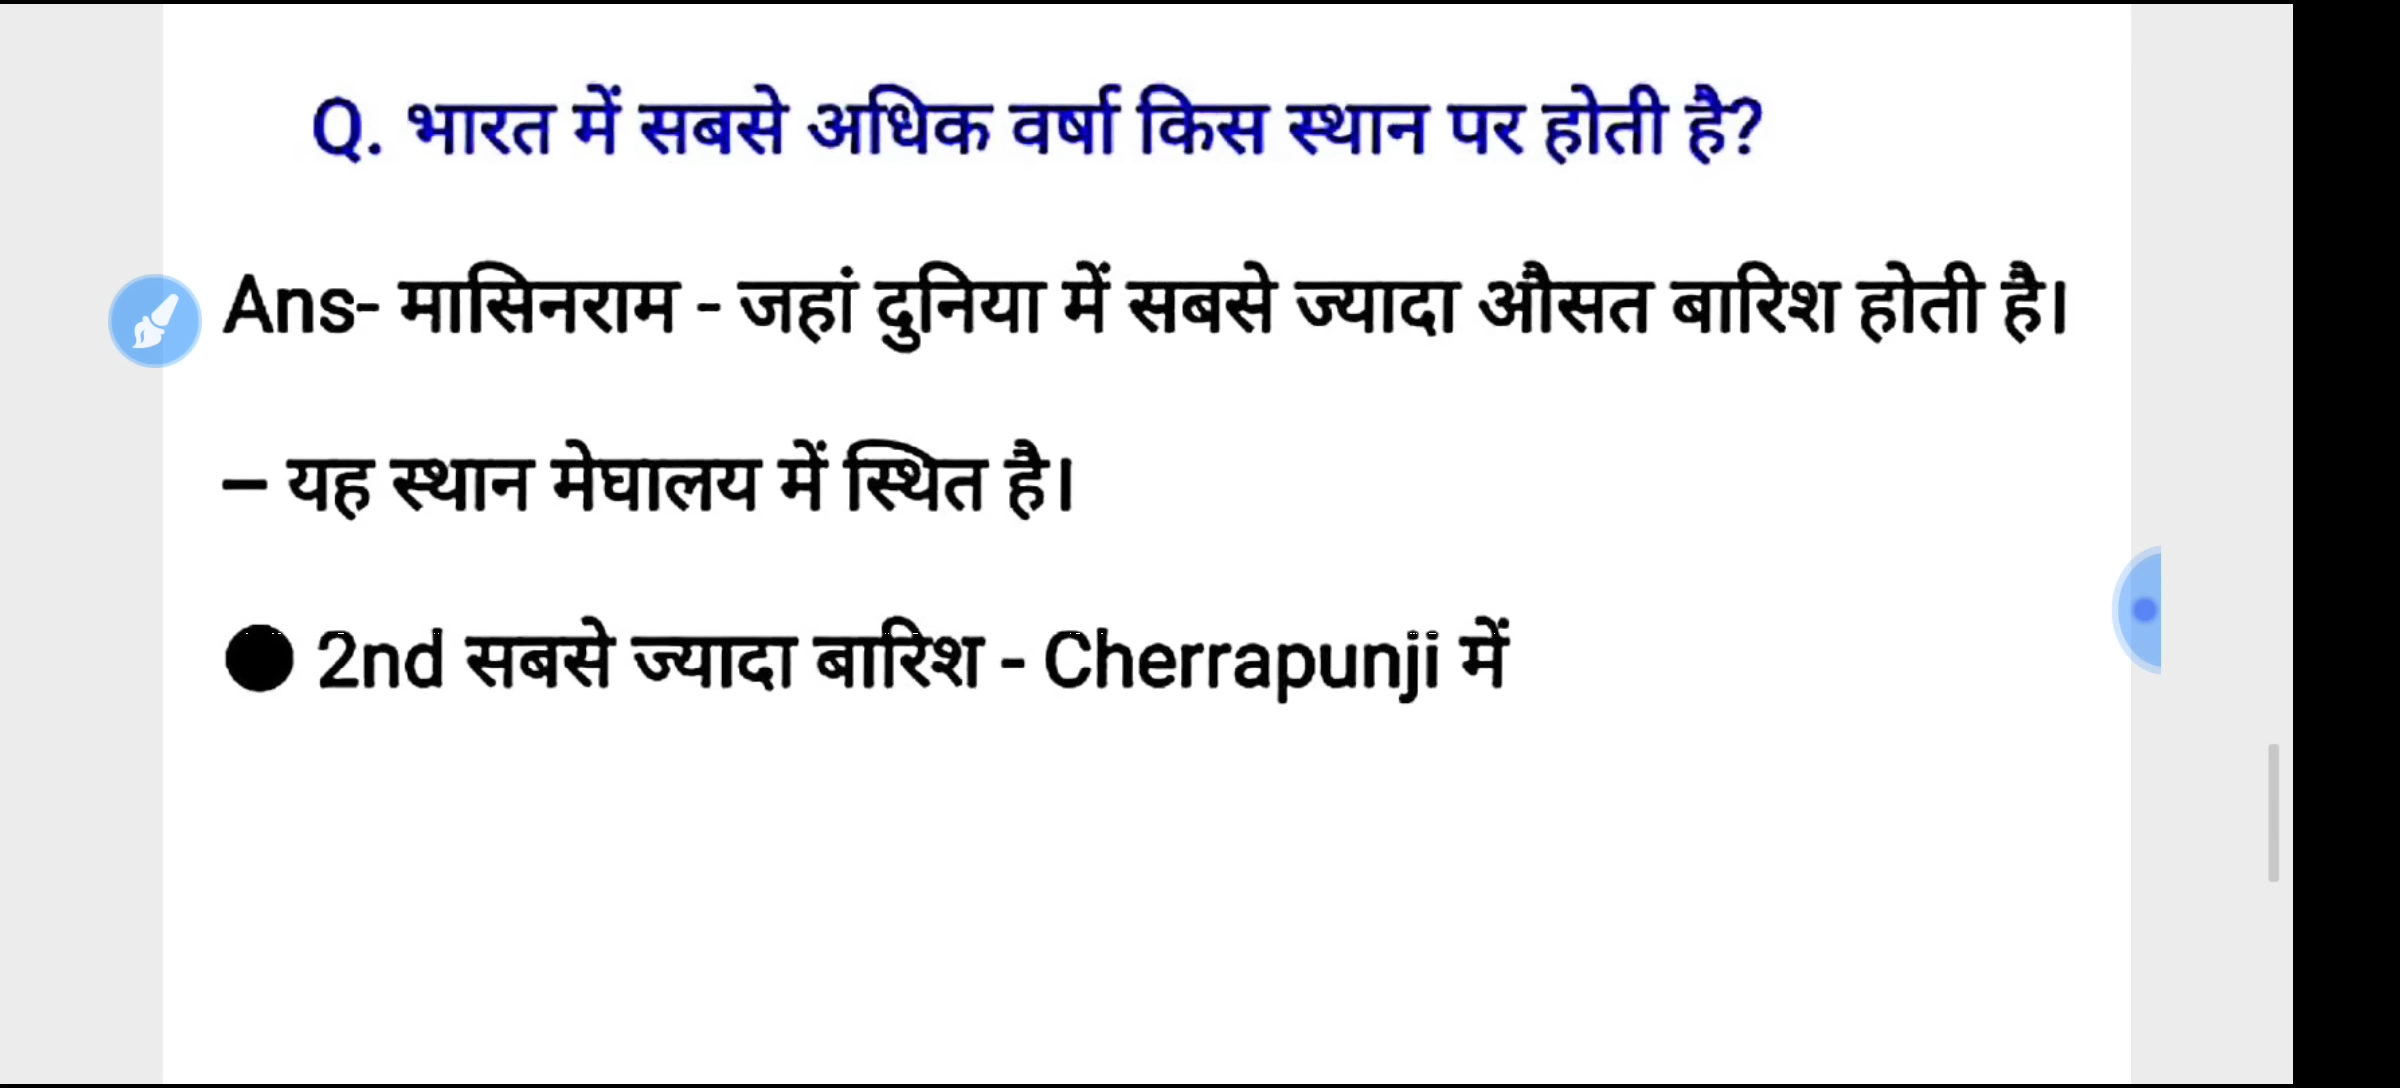 Q. भारत में सबसे अधिक वर्षा किस स्थान पर होती है?
Ans- मासिनराम - जहां दुनिया में सबसे ज्यादा औसत बारिश होती है।
– यह स्थान मेघालय में स्थित है।
● 2nd सबसे ज्यादा बारिश - Cherrapunji में